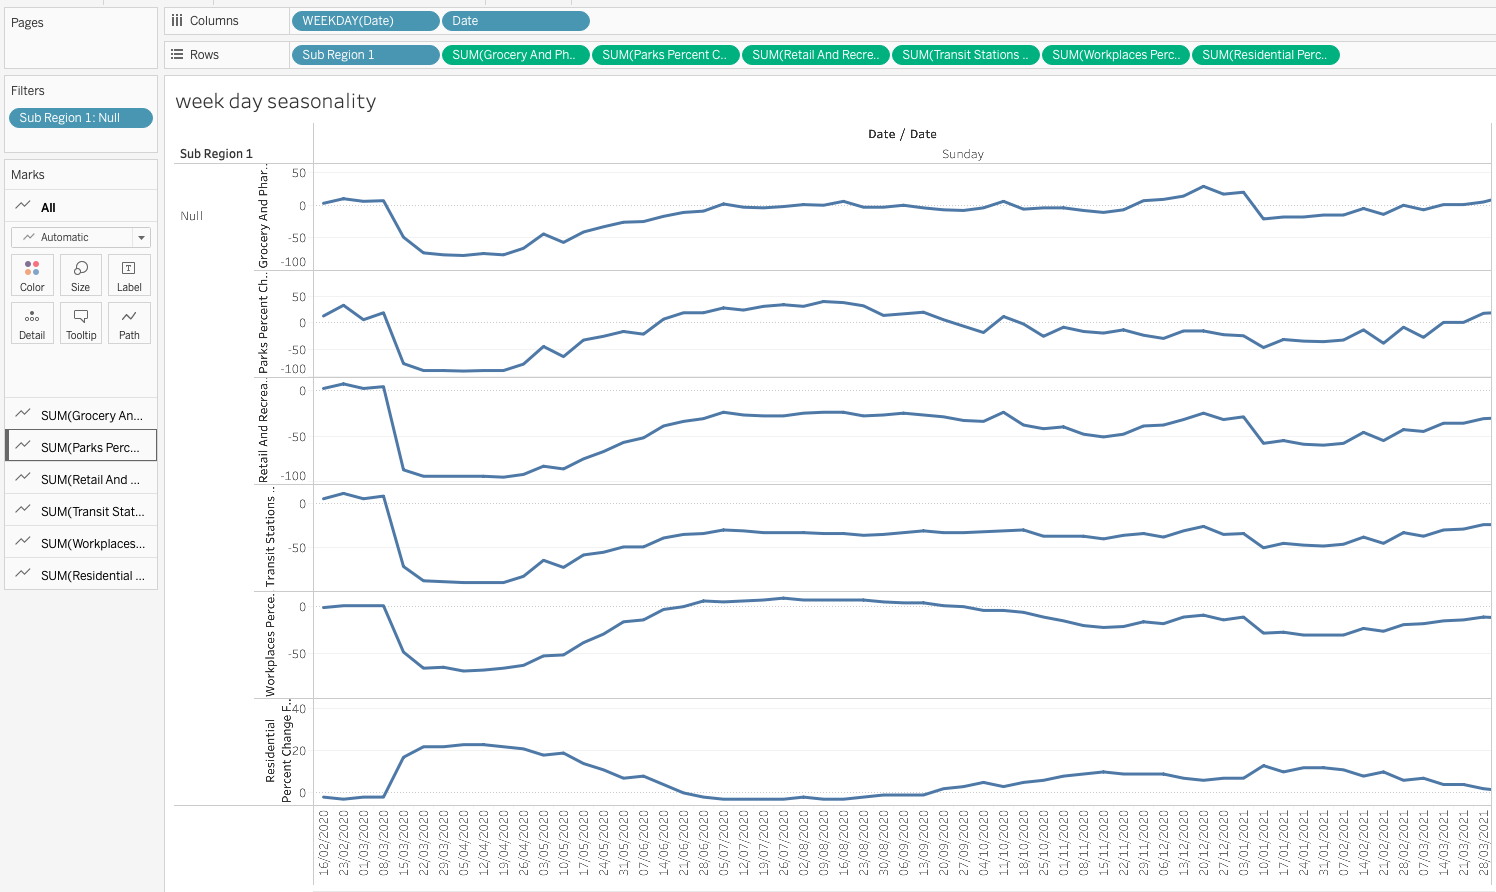 Pages
Columns
WEEKDAY(Date)
Date
Rows
Sub Region 1
SUM(Grocery And Ph..
SUM(Parks Percent C..
SUM(Retail And Recre..
SUM(Transit Stations ..
SUM(Workplaces Perc..
SUM(Residential Perc..
Filters
Sub Region 1: Null
Marks
All
Automatic
Color
Size
Label
Detail
Tooltip
Path
SUM(Grocery An...
SUM(Parks Perc...
SUM(Retail And ...
SUM(Transit Stat...
SUM(Workplaces...
SUM(Residential ...
week day seasonality
Date / Date
Sub Region 1
Sunday
Null
Grocery And Phar..
50
0
-50
-100
Parks Percent Ch..
50
0
-50
-100
Retail And Recrea..
0
-50
-100
Transit Stations ..
0
-50
Workplaces Perce..
0
-50
Residential
Percent Change F..
40
20
0
16/02/2020
23/02/2020
01/03/2020
08/03/2020
15/03/2020
22/03/2020
29/03/2020
05/04/2020
12/04/2020
19/04/2020
26/04/2020
03/05/2020
10/05/2020
17/05/2020
24/05/2020
31/05/2020
07/06/2020
14/06/2020
21/06/2020
28/06/2020
05/07/2020
12/07/2020
19/07/2020
26/07/2020
02/08/2020
09/08/2020
16/08/2020
23/08/2020
30/08/2020
06/09/2020
13/09/2020
20/09/2020
27/09/2020
04/10/2020
11/10/2020
18/10/2020
25/10/2020
01/11/2020
08/11/2020
15/11/2020
22/11/2020
29/11/2020
06/12/2020
13/12/2020
20/12/2020
27/12/2020
03/01/2021
10/01/2021
17/01/2021
24/01/2021
31/01/2021
07/02/2021
14/02/2021
21/02/2021
28/02/2021
07/03/2021
14/03/2021
21/03/2021
28/03/2021